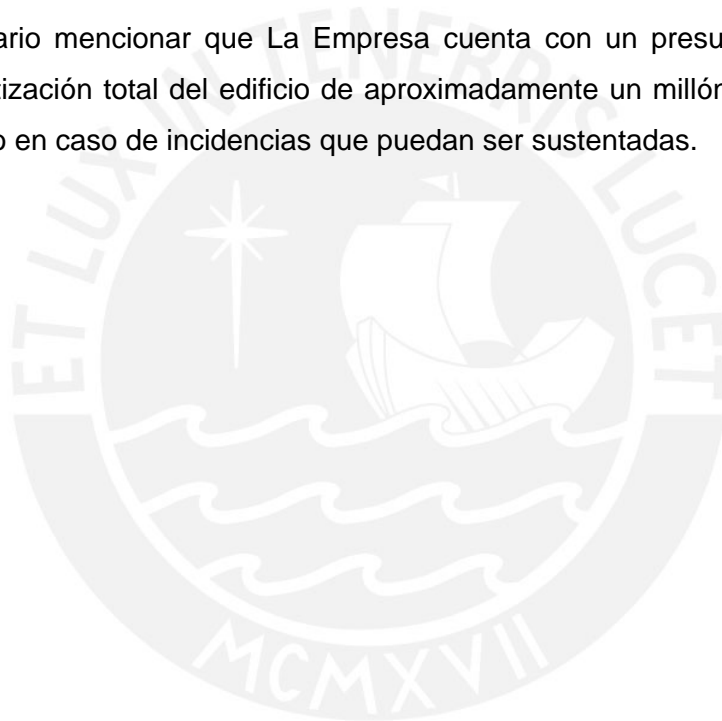 ario mencionar que La Empresa cuenta con un presu
tización total del edificio de aproximadamente un millón
o en caso de incidencias que puedan ser sustentadas.
ET LUX IN TENEBRIS LUCET
MCMXVII